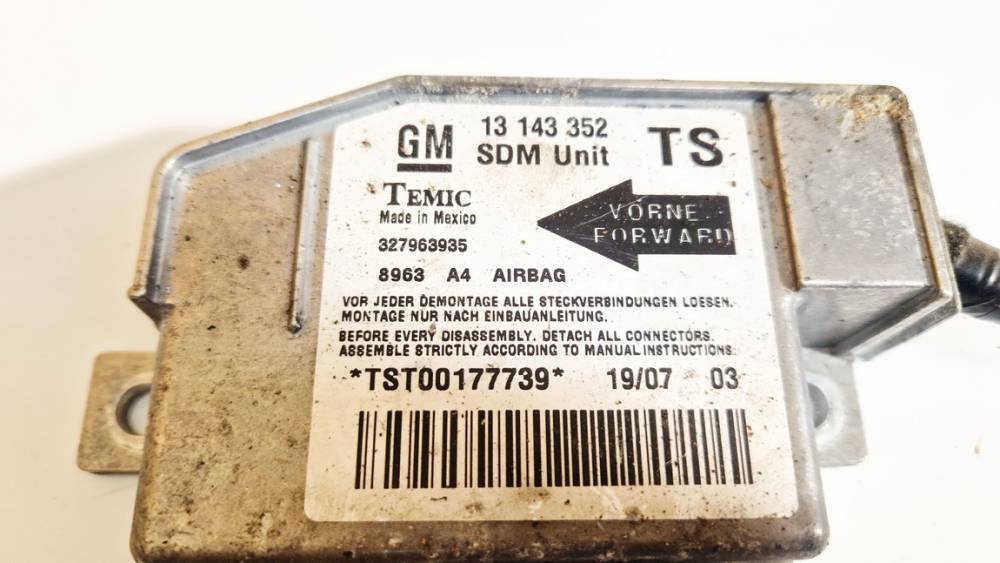 GM 13 143 352 TS
SDM Unit
TEMIC
Made in Mexico
VORNE
FORWARD
327963935
8963 A4 AIRBAG
VOR JEDER DEMONTAGE ALLE STECKVERBINDUNGEN LOESEN.
MONTAGE NUR NACH EINBAUANLEITUNG.
BEFORE EVERY DISASSEMBLY, DETACH ALL CONNECTORS.
ASSEMBLE STRICTLY ACCORDING TO MANUAL INSTRUCTIONS.
*TST00177739* 19/07 03